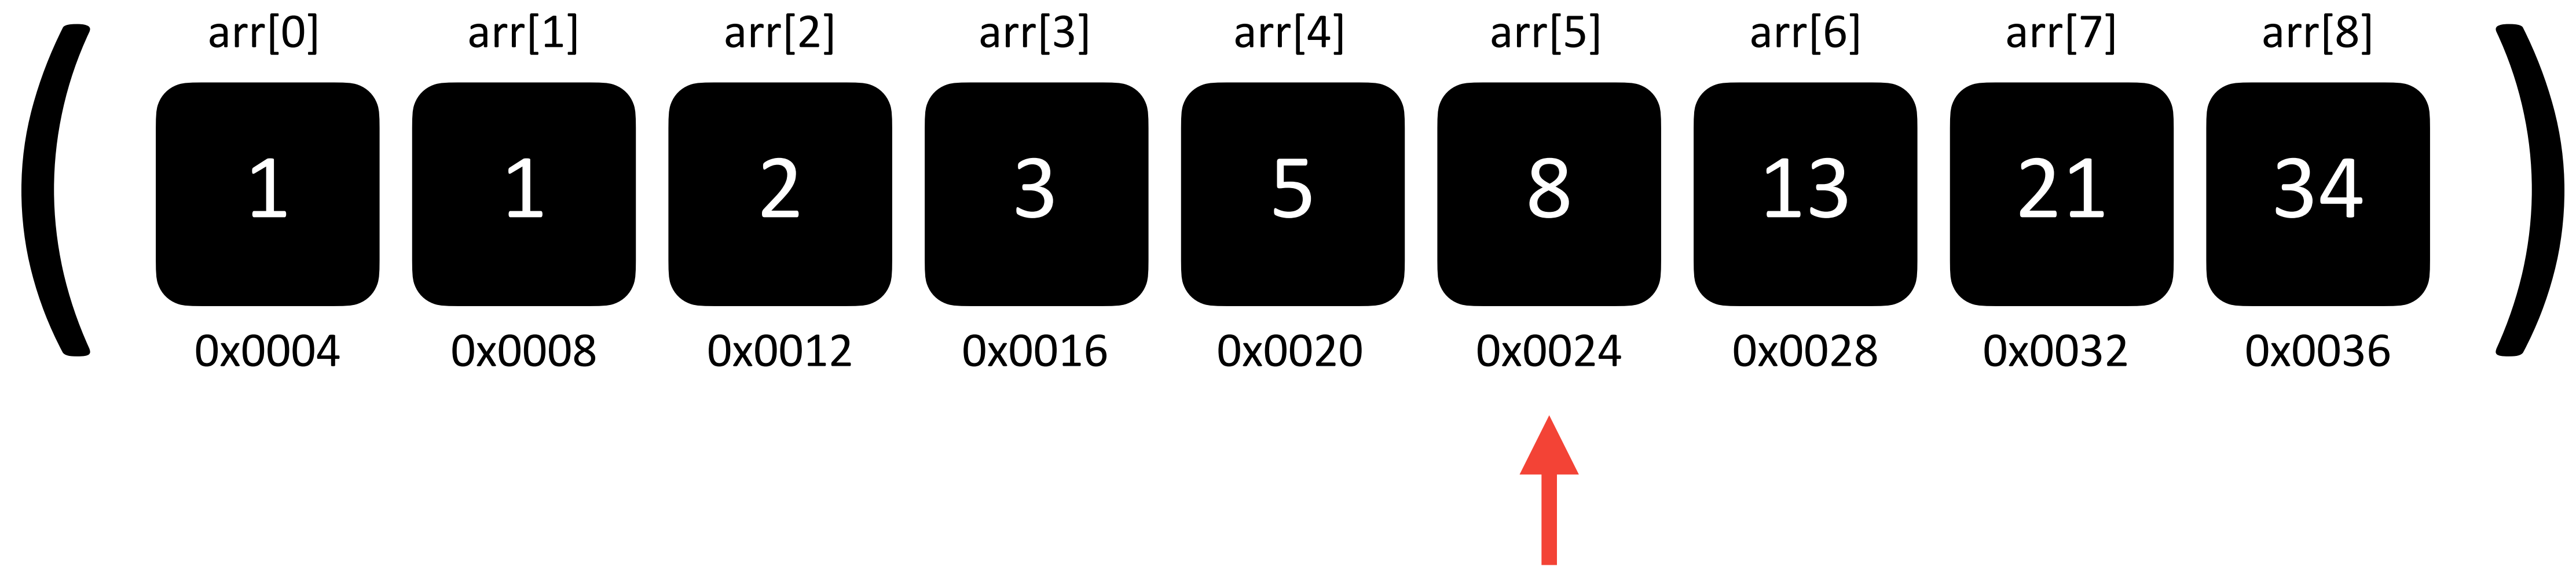 arr[0] arr[1] arr[2] arr[3] arr[4] arr[5] arr[6] arr[7] arr[8]
( 1 1 2 3 5 8 13 21 34 )
0x0004 0x0008 0x0012 0x0016 0x0020 0x0024 0x0028 0x0032 0x0036